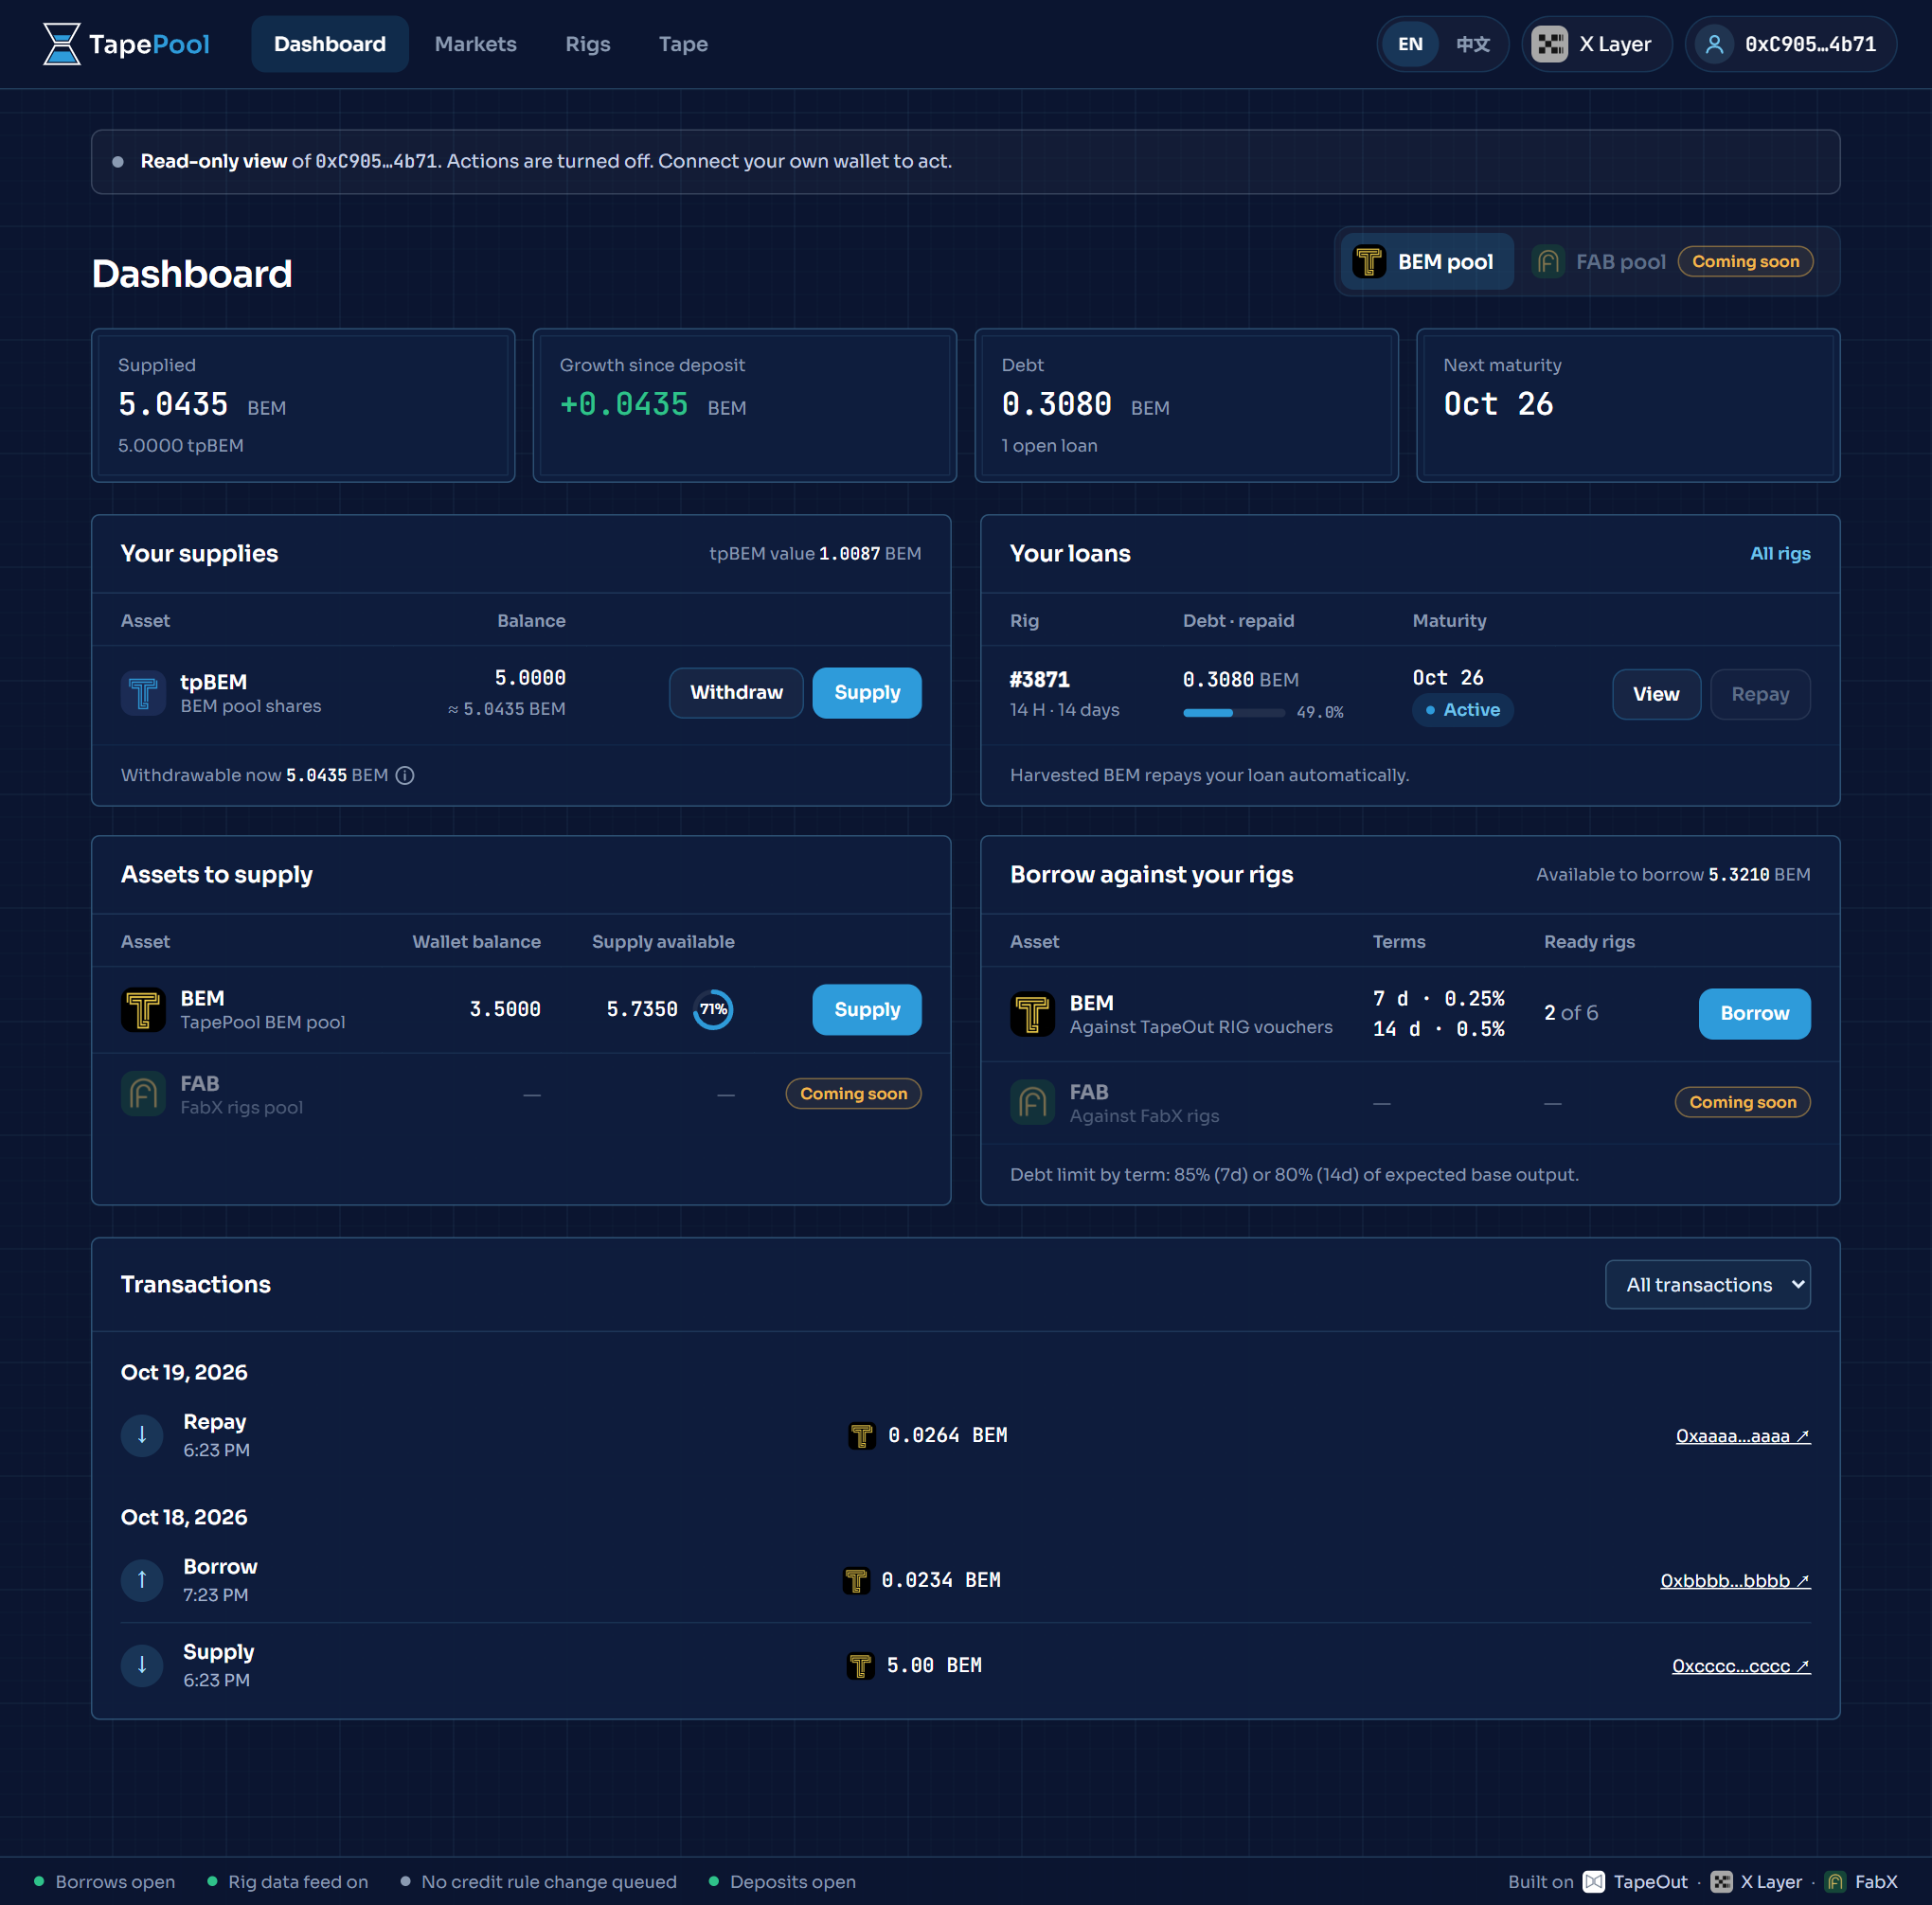 TapePool
Dashboard
Markets
Rigs
Tape
EN
中文
X Layer
0xC905…4b71
Read-only view of 0xC905…4b71. Actions are turned off. Connect your own wallet to act.
Dashboard
BEM pool
FAB pool
Coming soon
Supplied
5.0435 BEM
5.0000 tpBEM
Growth since deposit
+0.0435 BEM
Debt
0.3080 BEM
1 open loan
Next maturity
Oct 26
Your supplies
tpBEM value 1.0087 BEM
Asset
Balance
tpBEM
BEM pool shares
5.0000
≈ 5.0435 BEM
Withdraw
Supply
Withdrawable now 5.0435 BEM
Your loans
All rigs
Rig
Debt · repaid
Maturity
#3871
14 H · 14 days
0.3080 BEM
49.0%
Oct 26
Active
View
Repay
Harvested BEM repays your loan automatically.
Assets to supply
Asset
Wallet balance
Supply available
BEM
TapePool BEM pool
3.5000
5.7350
71%
Supply
FAB
FabX rigs pool
—
—
Coming soon
Borrow against your rigs
Available to borrow 5.3210 BEM
Asset
Terms
Ready rigs
BEM
Against TapeOut RIG vouchers
7 d · 0.25%
14 d · 0.5%
2 of 6
Borrow
FAB
Against FabX rigs
—
—
Coming soon
Debt limit by term: 85% (7d) or 80% (14d) of expected base output.
Transactions
All transactions
Oct 19, 2026
Repay
6:23 PM
0.0264 BEM
0xaaaa…aaaa ↗
Oct 18, 2026
Borrow
7:23 PM
0.0234 BEM
0xbbbb…bbbb ↗
Supply
6:23 PM
5.00 BEM
0xcccc…cccc ↗
Borrows open
Rig data feed on
No credit rule change queued
Deposits open
Built on TapeOut · X Layer · FabX